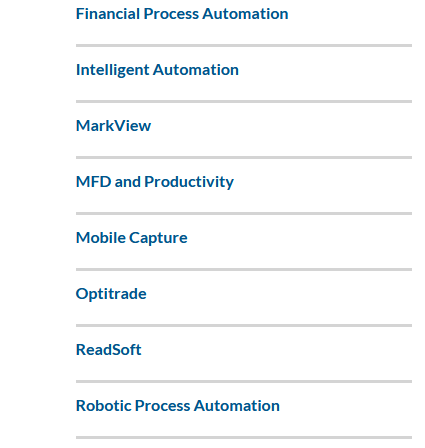 Financial Process Automation
Intelligent Automation
MarkView
MFD and Productivity
Mobile Capture
Optitrade
ReadSoft
Robotic Process Automation